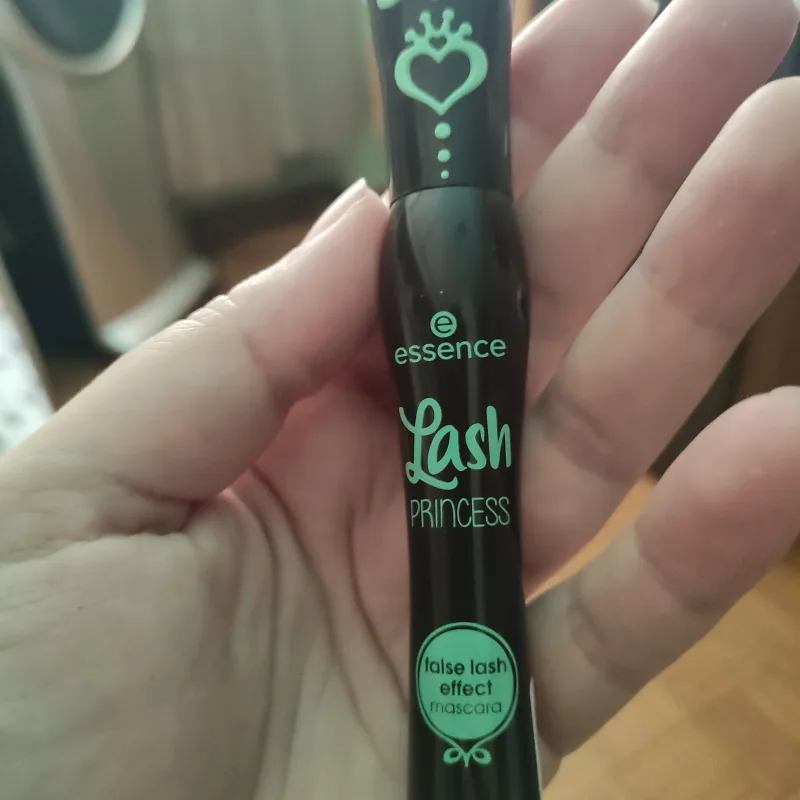 essence
Lash
PRINCESS
false lash
effect
mascara